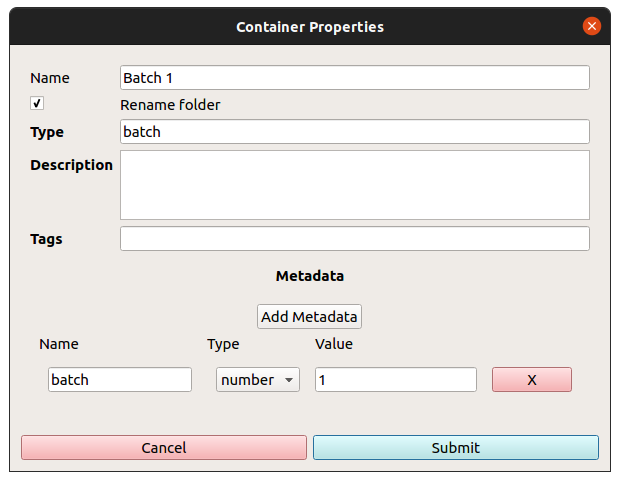 Container Properties
Name Batch 1
Rename folder
Type batch
Description
Tags
Metadata
Add Metadata
Name Type Value
batch number 1 X
Cancel Submit